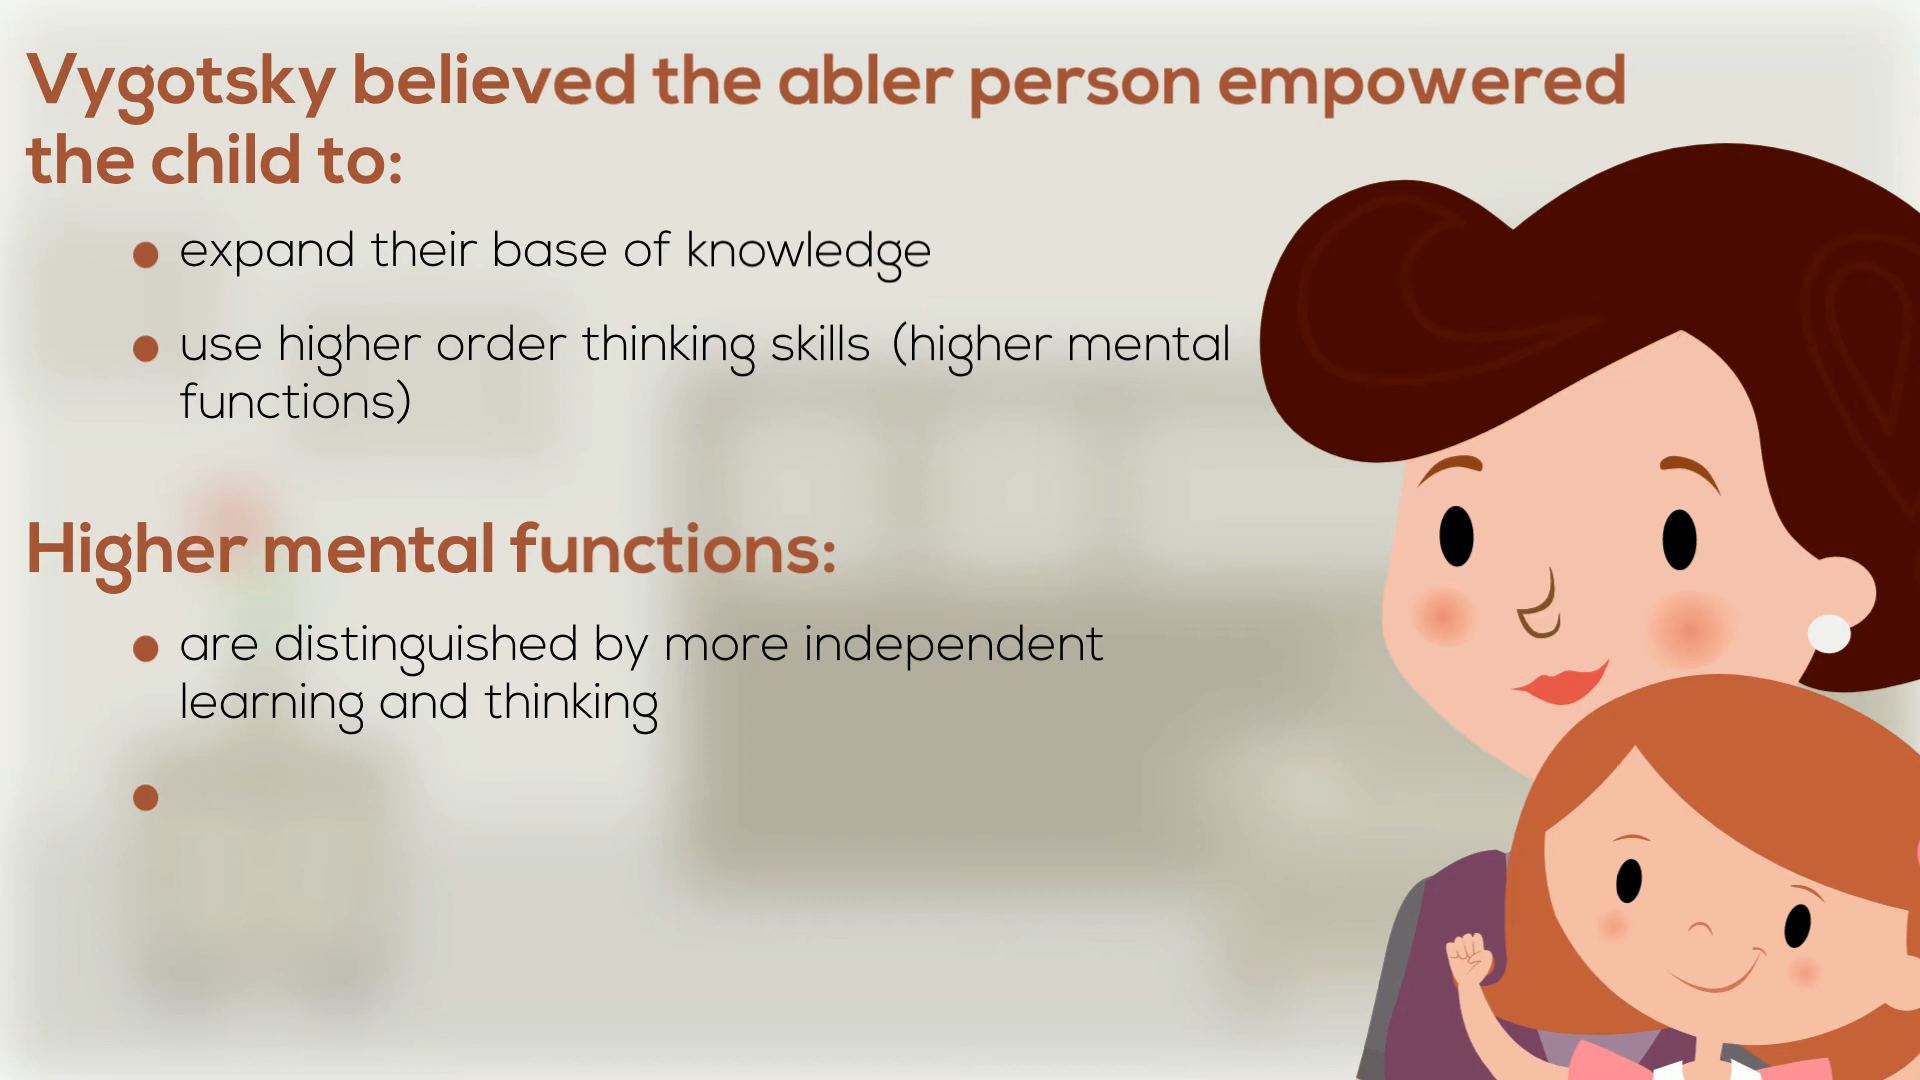 Vygotsky believed the abler person empowered
the child to:
• expand their base of knowledge
• use higher order thinking skills (higher mental
functions)
Higher mental functions:
• are distinguished by more independent
learning and thinking
•